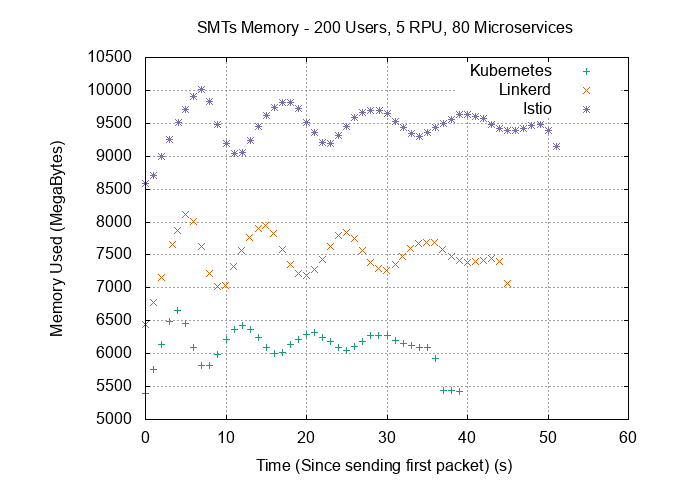 SMTs Memory - 200 Users, 5 RPU, 80 Microservices
10500
10000
9500
9000
8500
8000
7500
7000
6500
6000
5500
5000
Memory Used (MegaBytes)
Kubernetes
Linkerd
Istio
0 10 20 30 40 50 60
Time (Since sending first packet) (s)